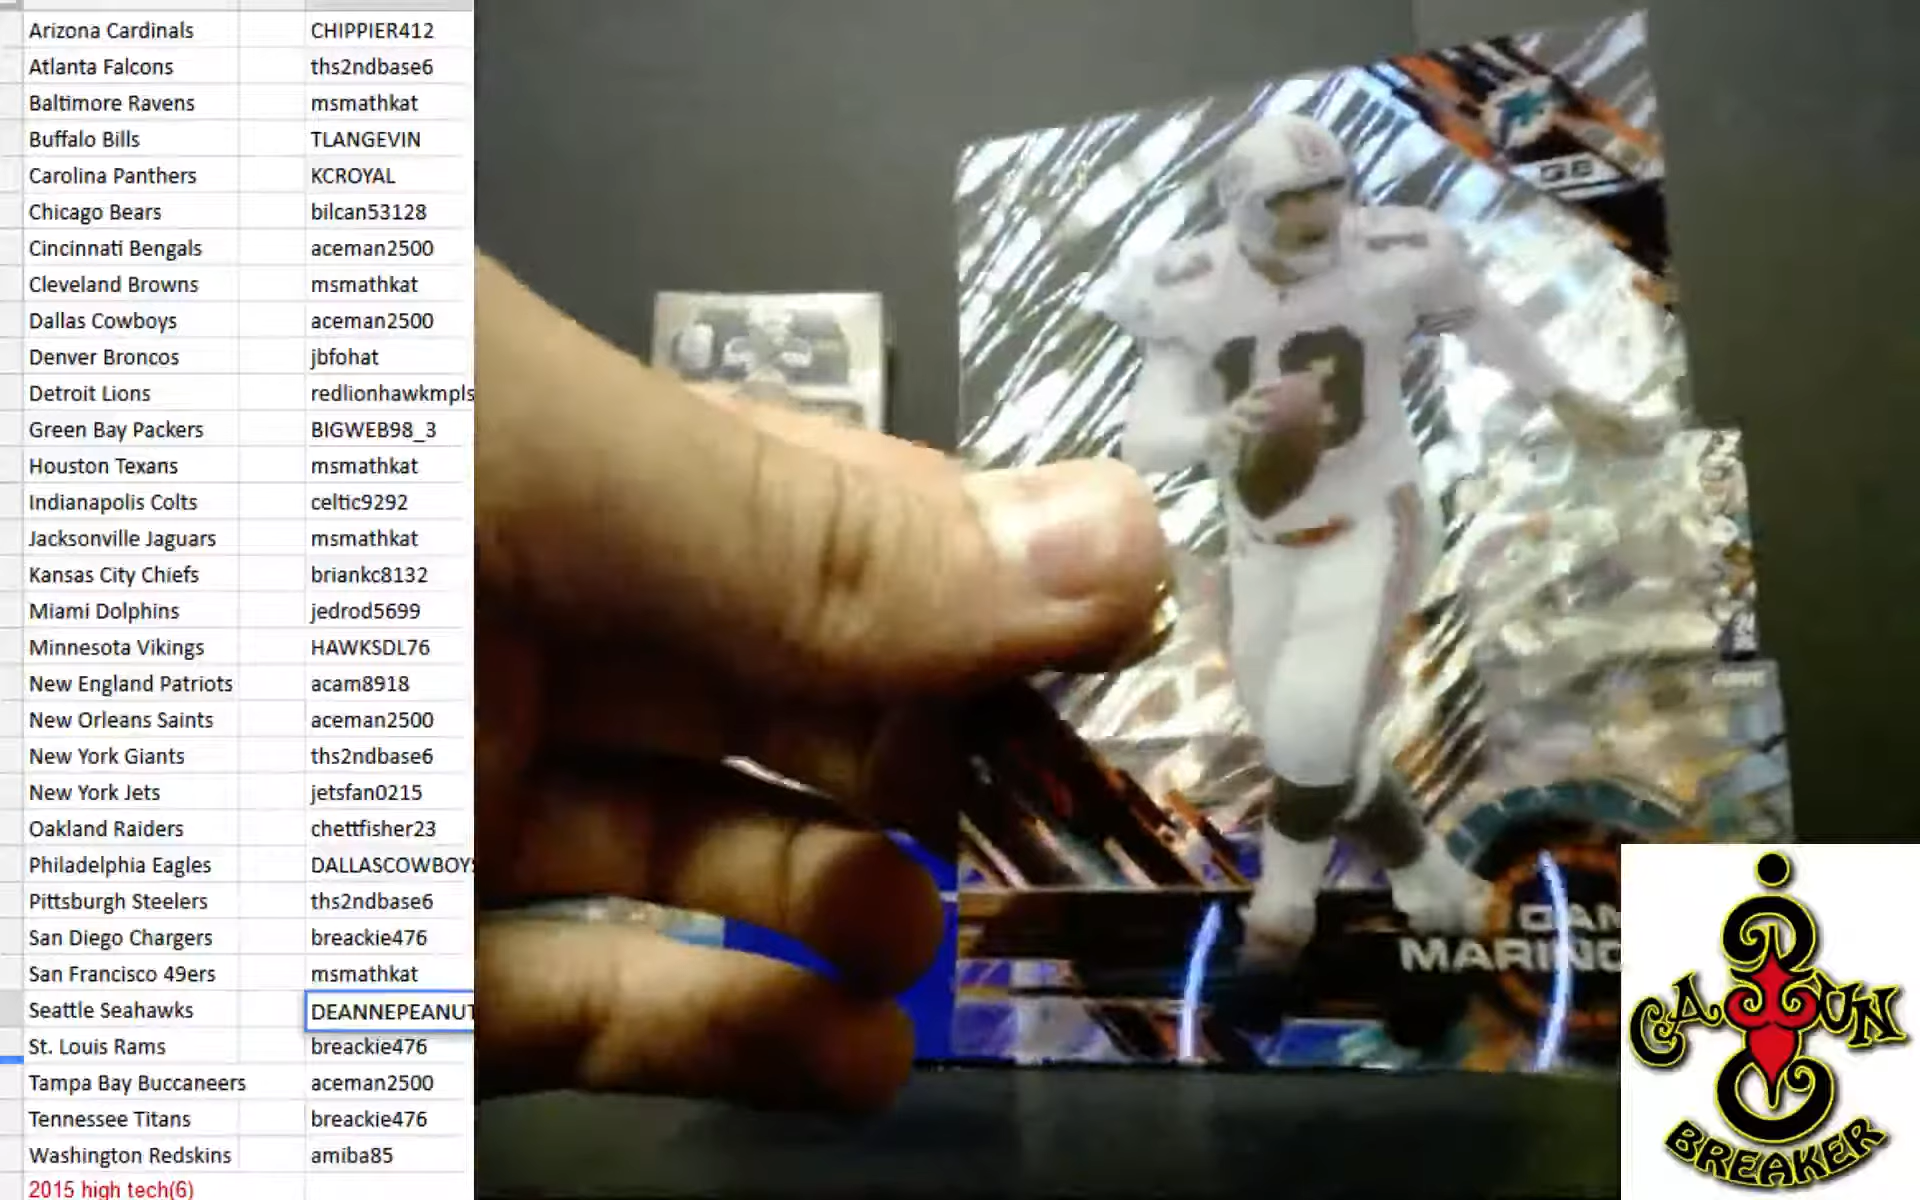 Arizona Cardinals CHIPPIER412
Atlanta Falcons ths2ndbase6
Baltimore Ravens msmathkat
Buffalo Bills TLANGEVIN
Carolina Panthers KCROYAL
Chicago Bears bilcan53128
Cincinnati Bengals aceman2500
Cleveland Browns msmathkat
Dallas Cowboys aceman2500
Denver Broncos jbfohat
Detroit Lions redlionhawkmpls
Green Bay Packers BIGWEB98_3
Houston Texans msmathkat
Indianapolis Colts celtic9292
Jacksonville Jaguars msmathkat
Kansas City Chiefs briankc8132
Miami Dolphins jedrod5699
Minnesota Vikings HAWKSDL76
New England Patriots acam8918
New Orleans Saints aceman2500
New York Giants ths2ndbase6
New York Jets jetsfan0215
Oakland Raiders chettfisher23
Philadelphia Eagles DALLASCOWBOYS
Pittsburgh Steelers ths2ndbase6
San Diego Chargers breackie476
San Francisco 49ers msmathkat
Seattle Seahawks DEANNEPEANUT
St. Louis Rams breackie476
Tampa Bay Buccaneers aceman2500
Tennessee Titans breackie476
Washington Redskins amiba85
2015 high tech(6)
QB
13
DAN
MARINO
CAJUN
BREAKER